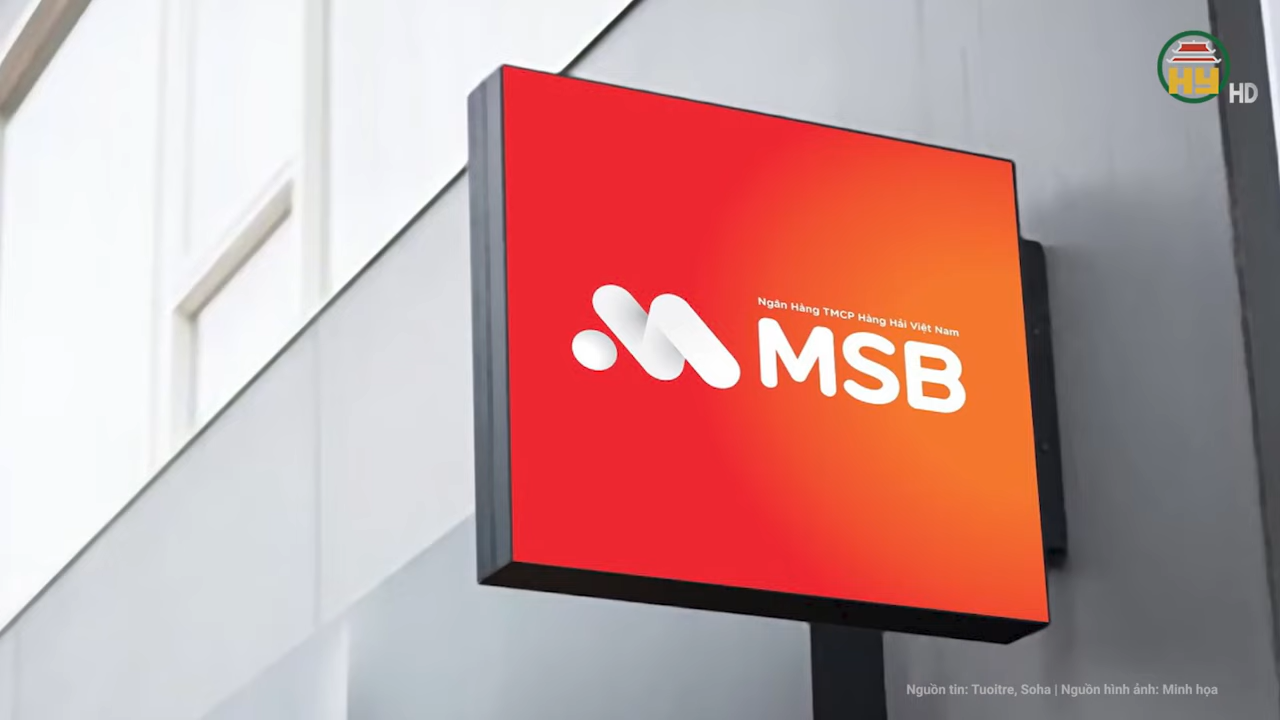 HY HD
Ngân Hàng TMCP Hàng Hải Việt Nam
MSB
Nguồn tin: Tuoitre, Soha | Nguồn hình ảnh: Minh họa